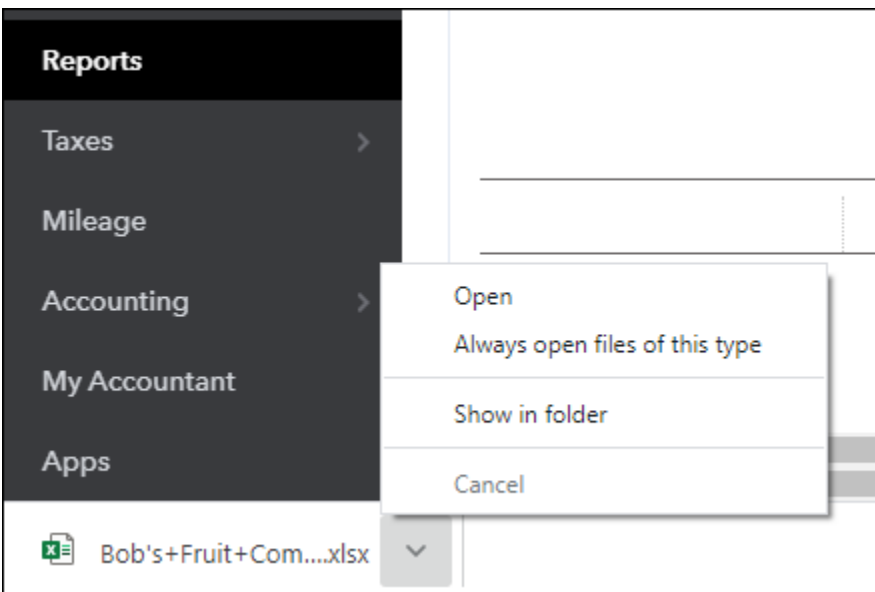 Reports
Taxes
Mileage
Accounting
My Accountant
Apps
Open
Always open files of this type
Show in folder
Cancel
Bob's+Fruit+Com....xlsx